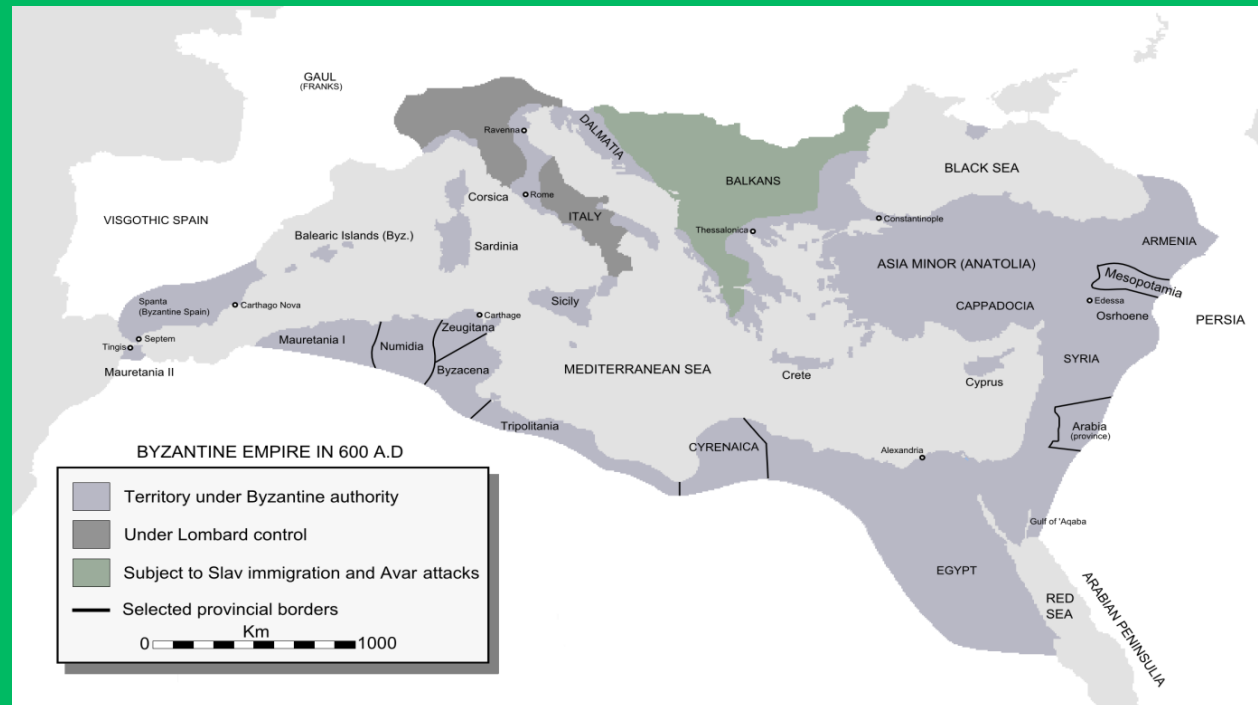 GAUL
(FRANKS)
Ravenna
DALMATIA
BALKANS
BLACK SEA
VISGOTHIC SPAIN
Corsica
Rome
ITALY
Thessalonica
Constantinople
Balearic Islands (Byz.)
Sardinia
ARMENIA
ASIA MINOR (ANATOLIA)
Mesopotamia
Spanta
(Byzantine Spain)
Carthago Nova
Sicily
CAPPADOCIA
Edessa
Osrhoene
PERSIA
Carthage
Zeugitana
Septem
Tingis
Mauretania I
Numidia
Mauretania II
Byzacena
MEDITERRANEAN SEA
Crete
Cyprus
SYRIA
Tripolitania
CYRENAICA
Alexandria
Arabia
(province)
BYZANTINE EMPIRE IN 600 A.D
Territory under Byzantine authority
Under Lombard control
Subject to Slav immigration and Avar attacks
Selected provincial borders
Km
0 1000
Gulf of 'Aqaba
EGYPT
RED
SEA
ARABIAN PENINSULIA